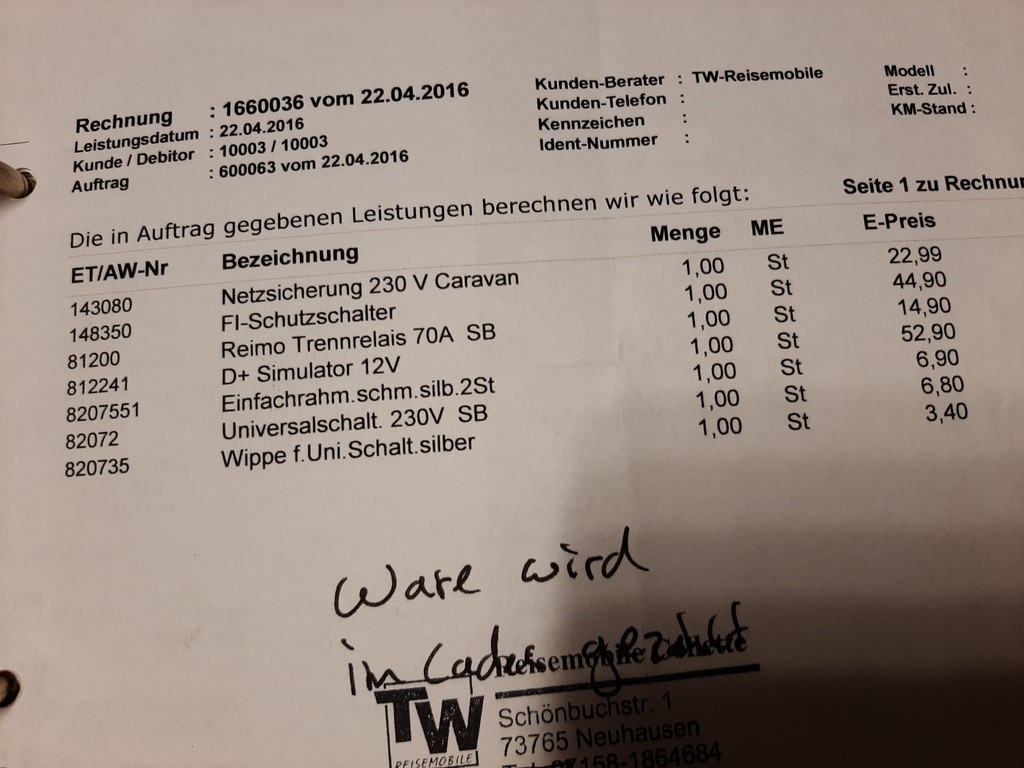 Rechnung : 1660036 vom 22.04.2016
Leistungsdatum : 22.04.2016
Kunde / Debitor : 10003 / 10003
Auftrag : 600063 vom 22.04.2016
Kunden-Berater : TW-Reisemobile
Kunden-Telefon :
Kennzeichen :
Ident-Nummer :
Modell :
Erst. Zul. :
KM-Stand :
Die in Auftrag gegebenen Leistungen berechnen wir wie folgt:
Seite 1 zu
ET/AW-Nr Bezeichnung Menge ME E-Preis
143080 Netzsicherung 230 V Caravan 1,00 St 22,99
148350 FI-Schutzschalter 1,00 St 44,90
81200 Reimo Trennrelais 70A SB 1,00 St 14,90
812241 D+ Simulator 12V 1,00 St 52,90
8207551 Einfachrahm.schm.silb.2St 1,00 St 6,90
82072 Universalschalt. 230V SB 1,00 St 6,80
820735 Wippe f.Uni.Schalt.silber 1,00 St 3,40
Ware wird
im Laden gezahlt
TW
REISEMOBILE
Schönbuchstr. 1
73765 Neuhausen